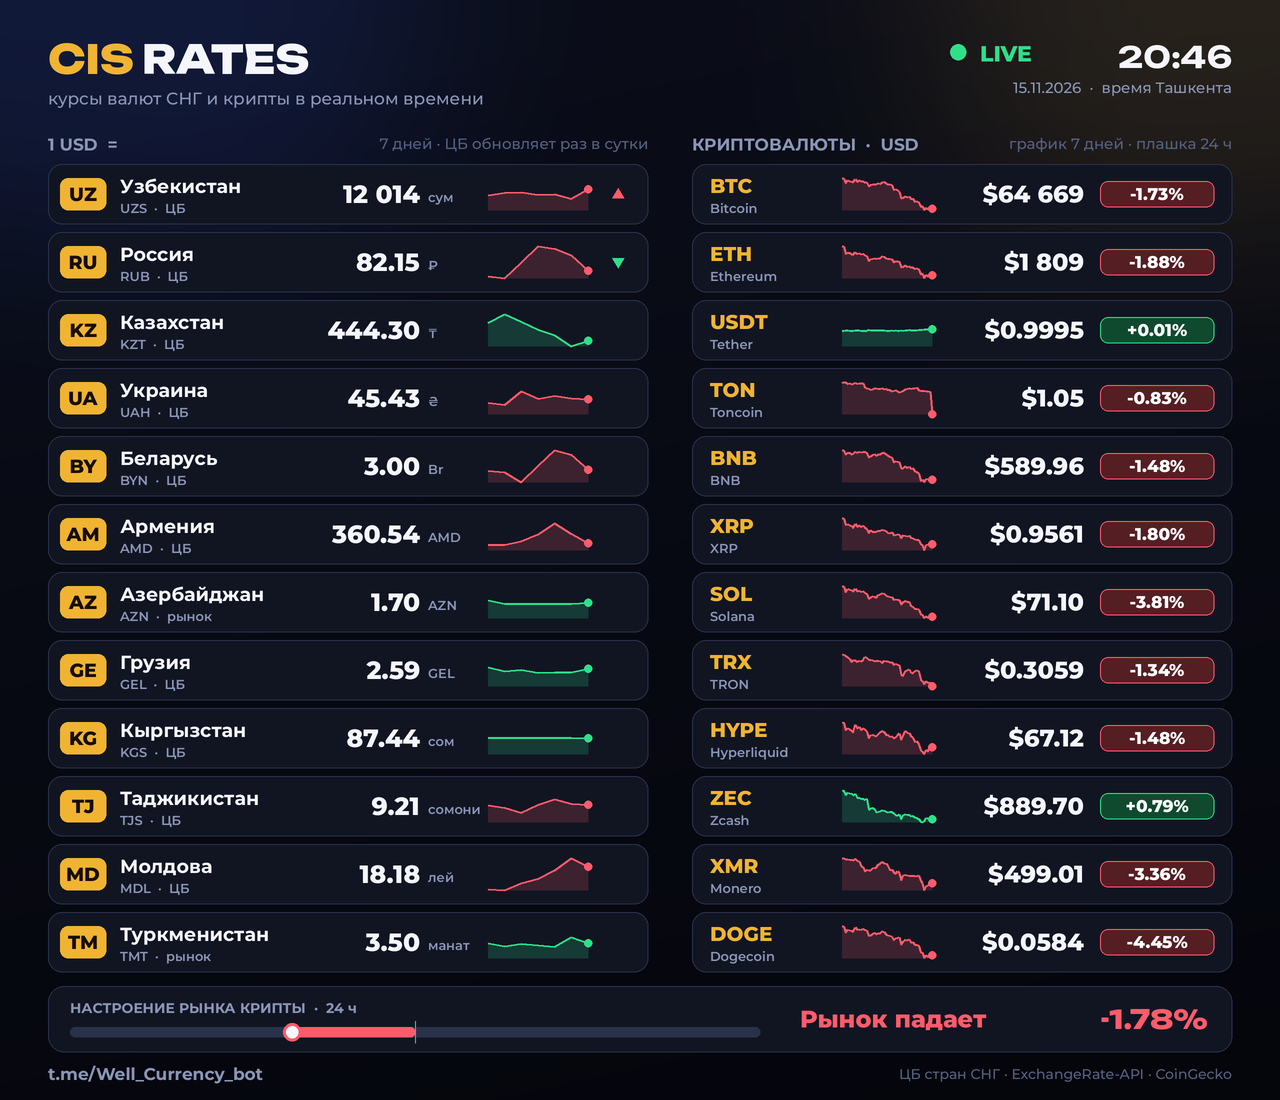 CIS RATES
LIVE 20:46
курсы валют СНГ и крипты в реальном времени
15.11.2026 · время Ташкента
1 USD =
7 дней · ЦБ обновляет раз в сутки
UZ Узбекистан 12 014 сум
UZS · ЦБ
RU Россия 82.15 ₽
RUB · ЦБ
KZ Казахстан 444.30 ₸
KZT · ЦБ
UA Украина 45.43 ₴
UAH · ЦБ
BY Беларусь 3.00 Br
BYN · ЦБ
AM Армения 360.54 AMD
AMD · ЦБ
AZ Азербайджан 1.70 AZN
AZN · рынок
GE Грузия 2.59 GEL
GEL · ЦБ
KG Кыргызстан 87.44 сом
KGS · ЦБ
TJ Таджикистан 9.21 сомони
TJS · ЦБ
MD Молдова 18.18 лей
MDL · ЦБ
TM Туркменистан 3.50 манат
TMT · рынок
КРИПТОВАЛЮТЫ · USD
график 7 дней · плашка 24 ч
BTC $64 669 -1.73%
Bitcoin
ETH $1 809 -1.88%
Ethereum
USDT $0.9995 +0.01%
Tether
TON $1.05 -0.83%
Toncoin
BNB $589.96 -1.48%
BNB
XRP $0.9561 -1.80%
XRP
SOL $71.10 -3.81%
Solana
TRX $0.3059 -1.34%
TRON
HYPE $67.12 -1.48%
Hyperliquid
ZEC $889.70 +0.79%
Zcash
XMR $499.01 -3.36%
Monero
DOGE $0.0584 -4.45%
Dogecoin
НАСТРОЕНИЕ РЫНКА КРИПТЫ · 24 ч
Рынок падает -1.78%
t.me/Well_Currency_bot
ЦБ стран СНГ · ExchangeRate-API · CoinGecko